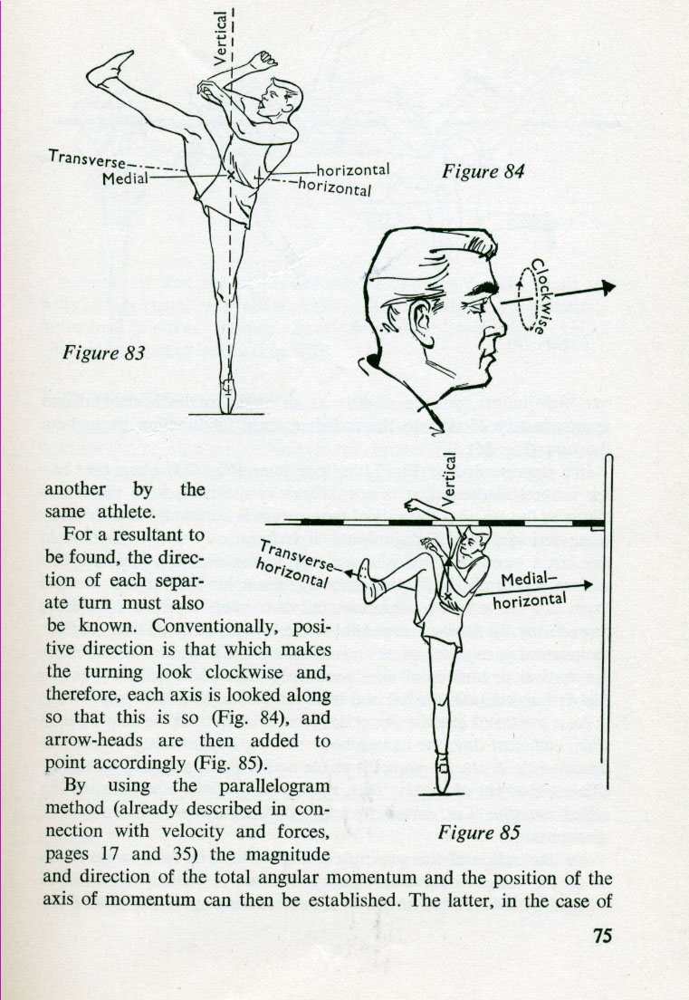 Vertical
Transverse
Medial
horizontal
horizontal
Figure 84
Clockwise
Figure 83
another by the
same athlete.
For a resultant to
be found, the direc-
tion of each separ-
ate turn must also
be known. Conventionally, posi-
tive direction is that which makes
the turning look clockwise and,
therefore, each axis is looked along
so that this is so (Fig. 84), and
arrow-heads are then added to
point accordingly (Fig. 85).
By using the parallelogram
method (already described in con-
nection with velocity and forces,
pages 17 and 35) the magnitude
Vertical
Transverse–
horizontal
Medial–
horizontal
Figure 85
and direction of the total angular momentum and the position of the
axis of momentum can then be established. The latter, in the case of
75